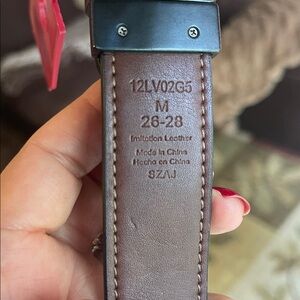 12LV02G5
M
26-28
Imitation Leather
Made in China
Hecho en China
SZAJ